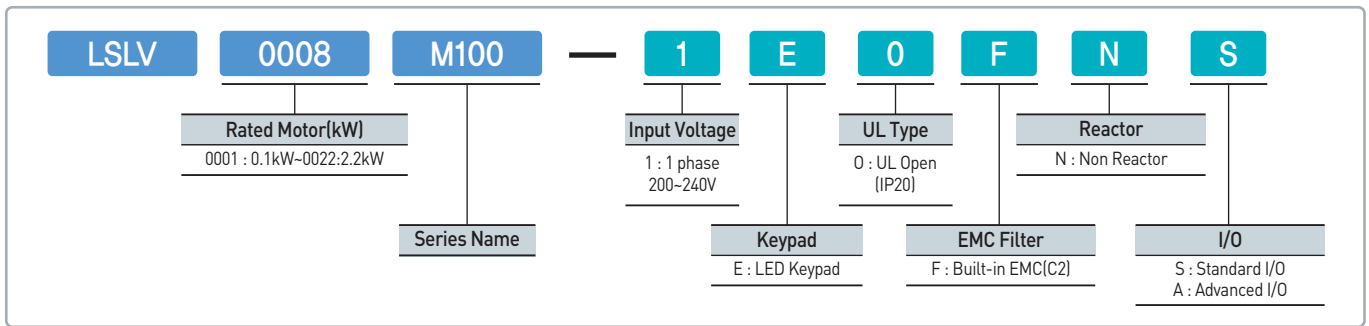 LSLV 0008 M100 — 1 E 0 F N S
Rated Motor(kW)
0001 : 0.1kW~0022:2.2kW
Series Name
Input Voltage
1 : 1 phase
200~240V
Keypad
E : LED Keypad
UL Type
O : UL Open
(IP20)
EMC Filter
F : Built-in EMC(C2)
Reactor
N : Non Reactor
I/O
S : Standard I/O
A : Advanced I/O